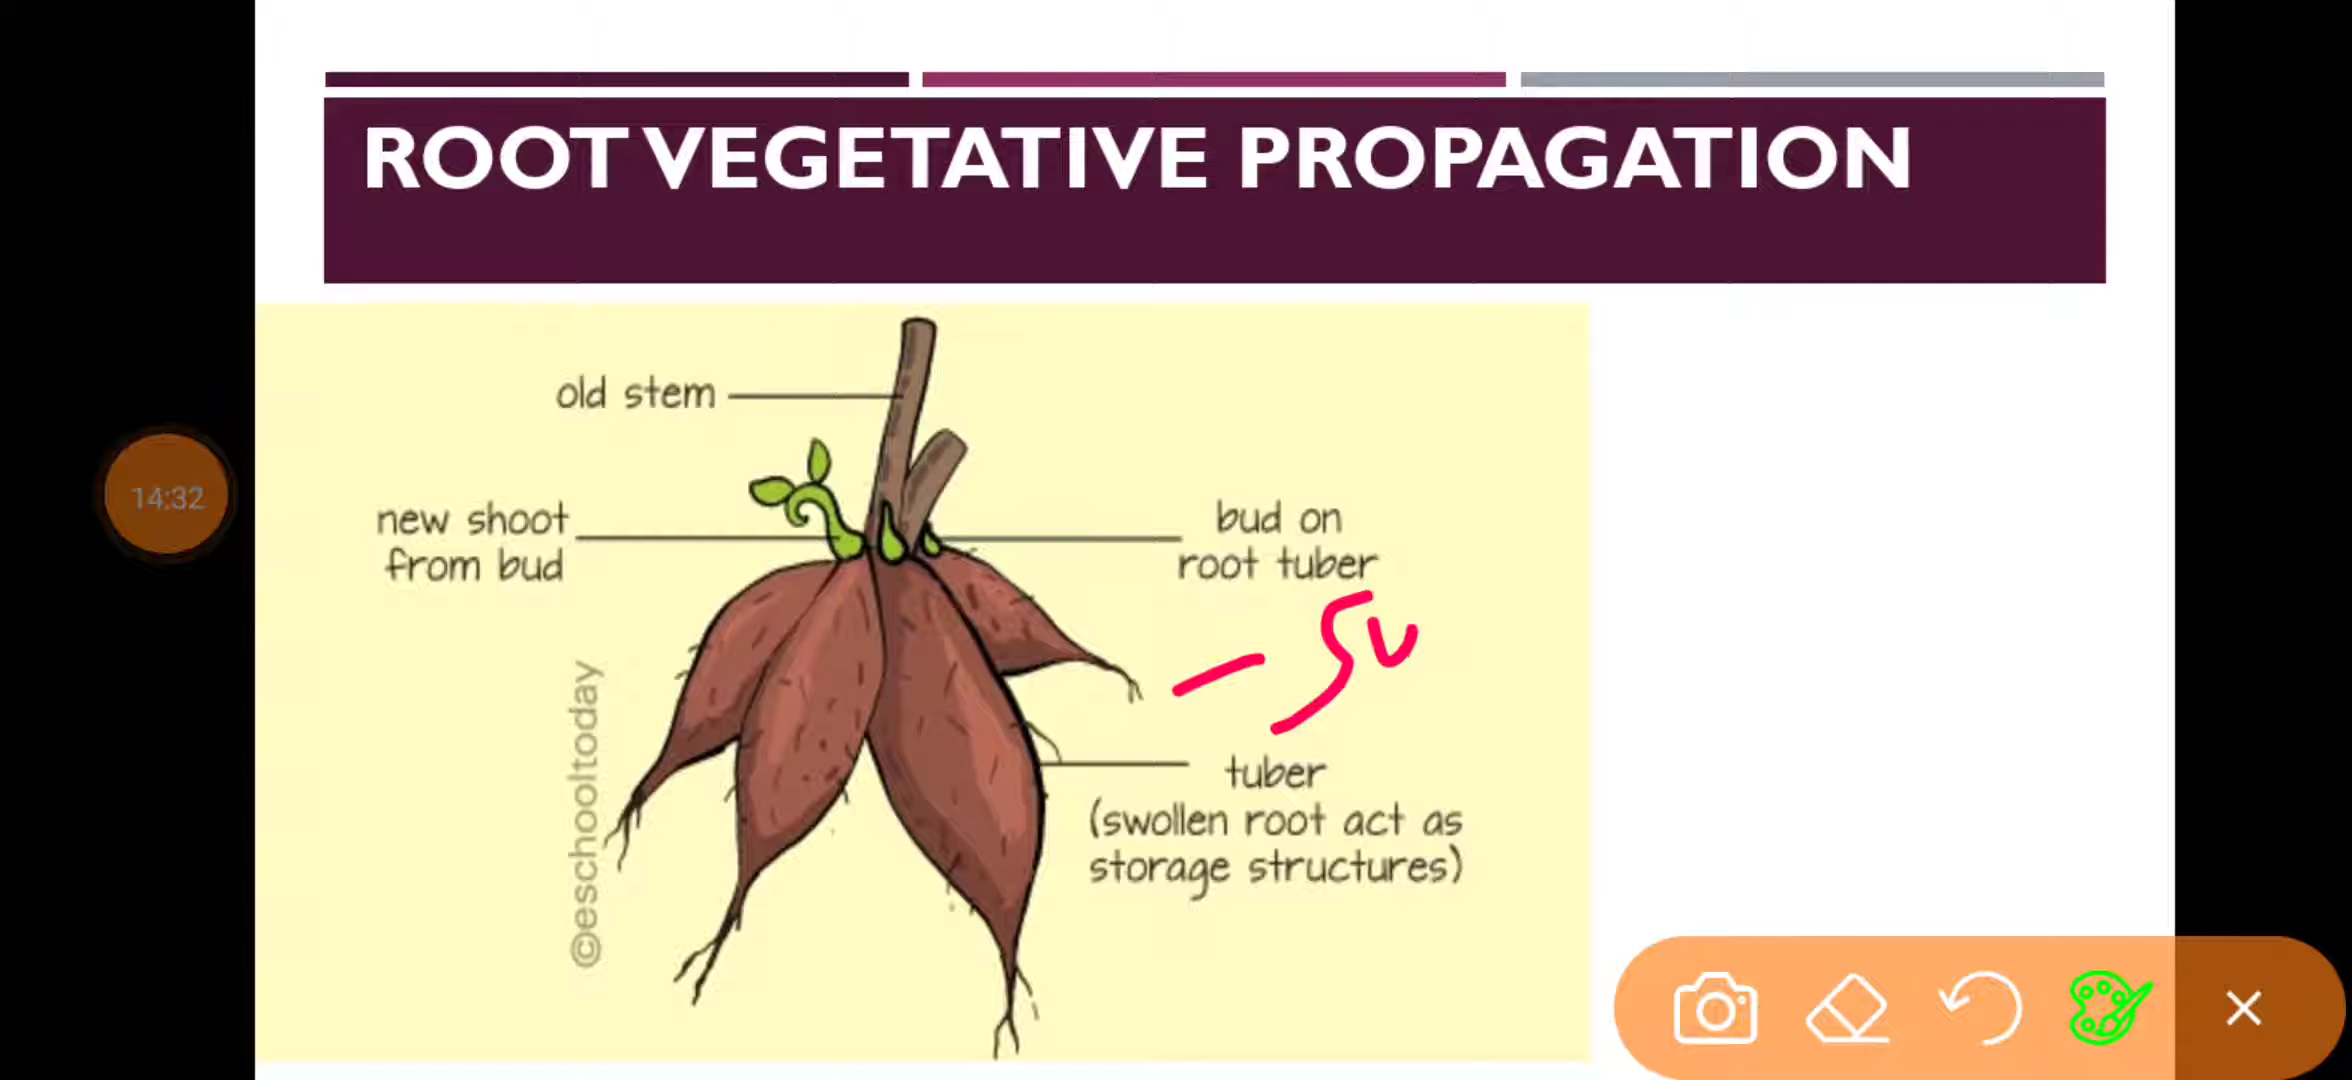 ROOT VEGETATIVE PROPAGATION
old stem
new shoot
from bud
bud on
root tuber
tuber
(swollen root act as
storage structures)
©eschooltoday
14:32